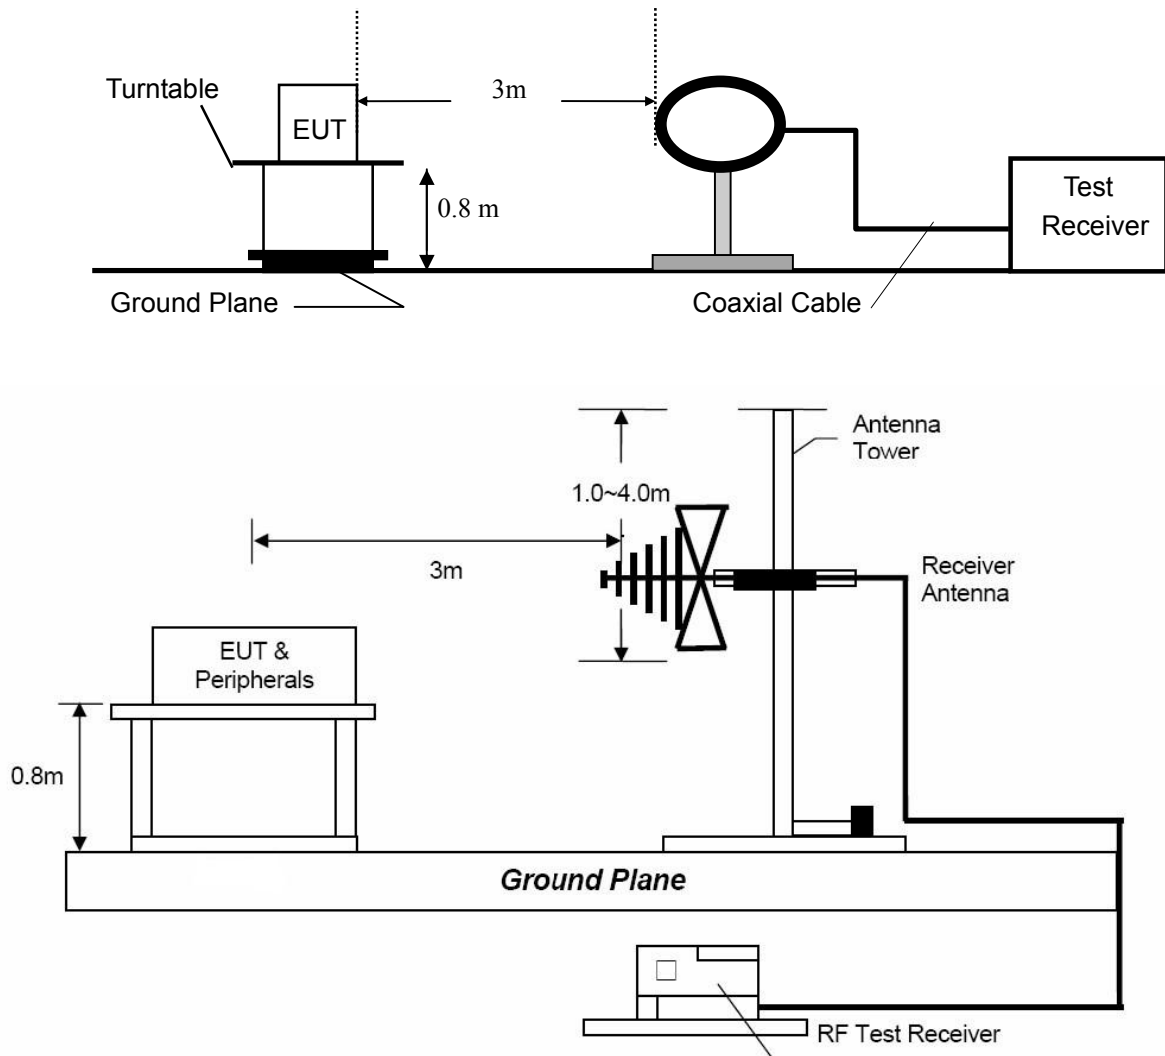 Turntable
EUT
3m
0.8 m
Test
Receiver
Ground Plane
Coaxial Cable
Antenna
Tower
1.0~4.0m
3m
Receiver
Antenna
EUT &
Peripherals
0.8m
Ground Plane
RF Test Receiver